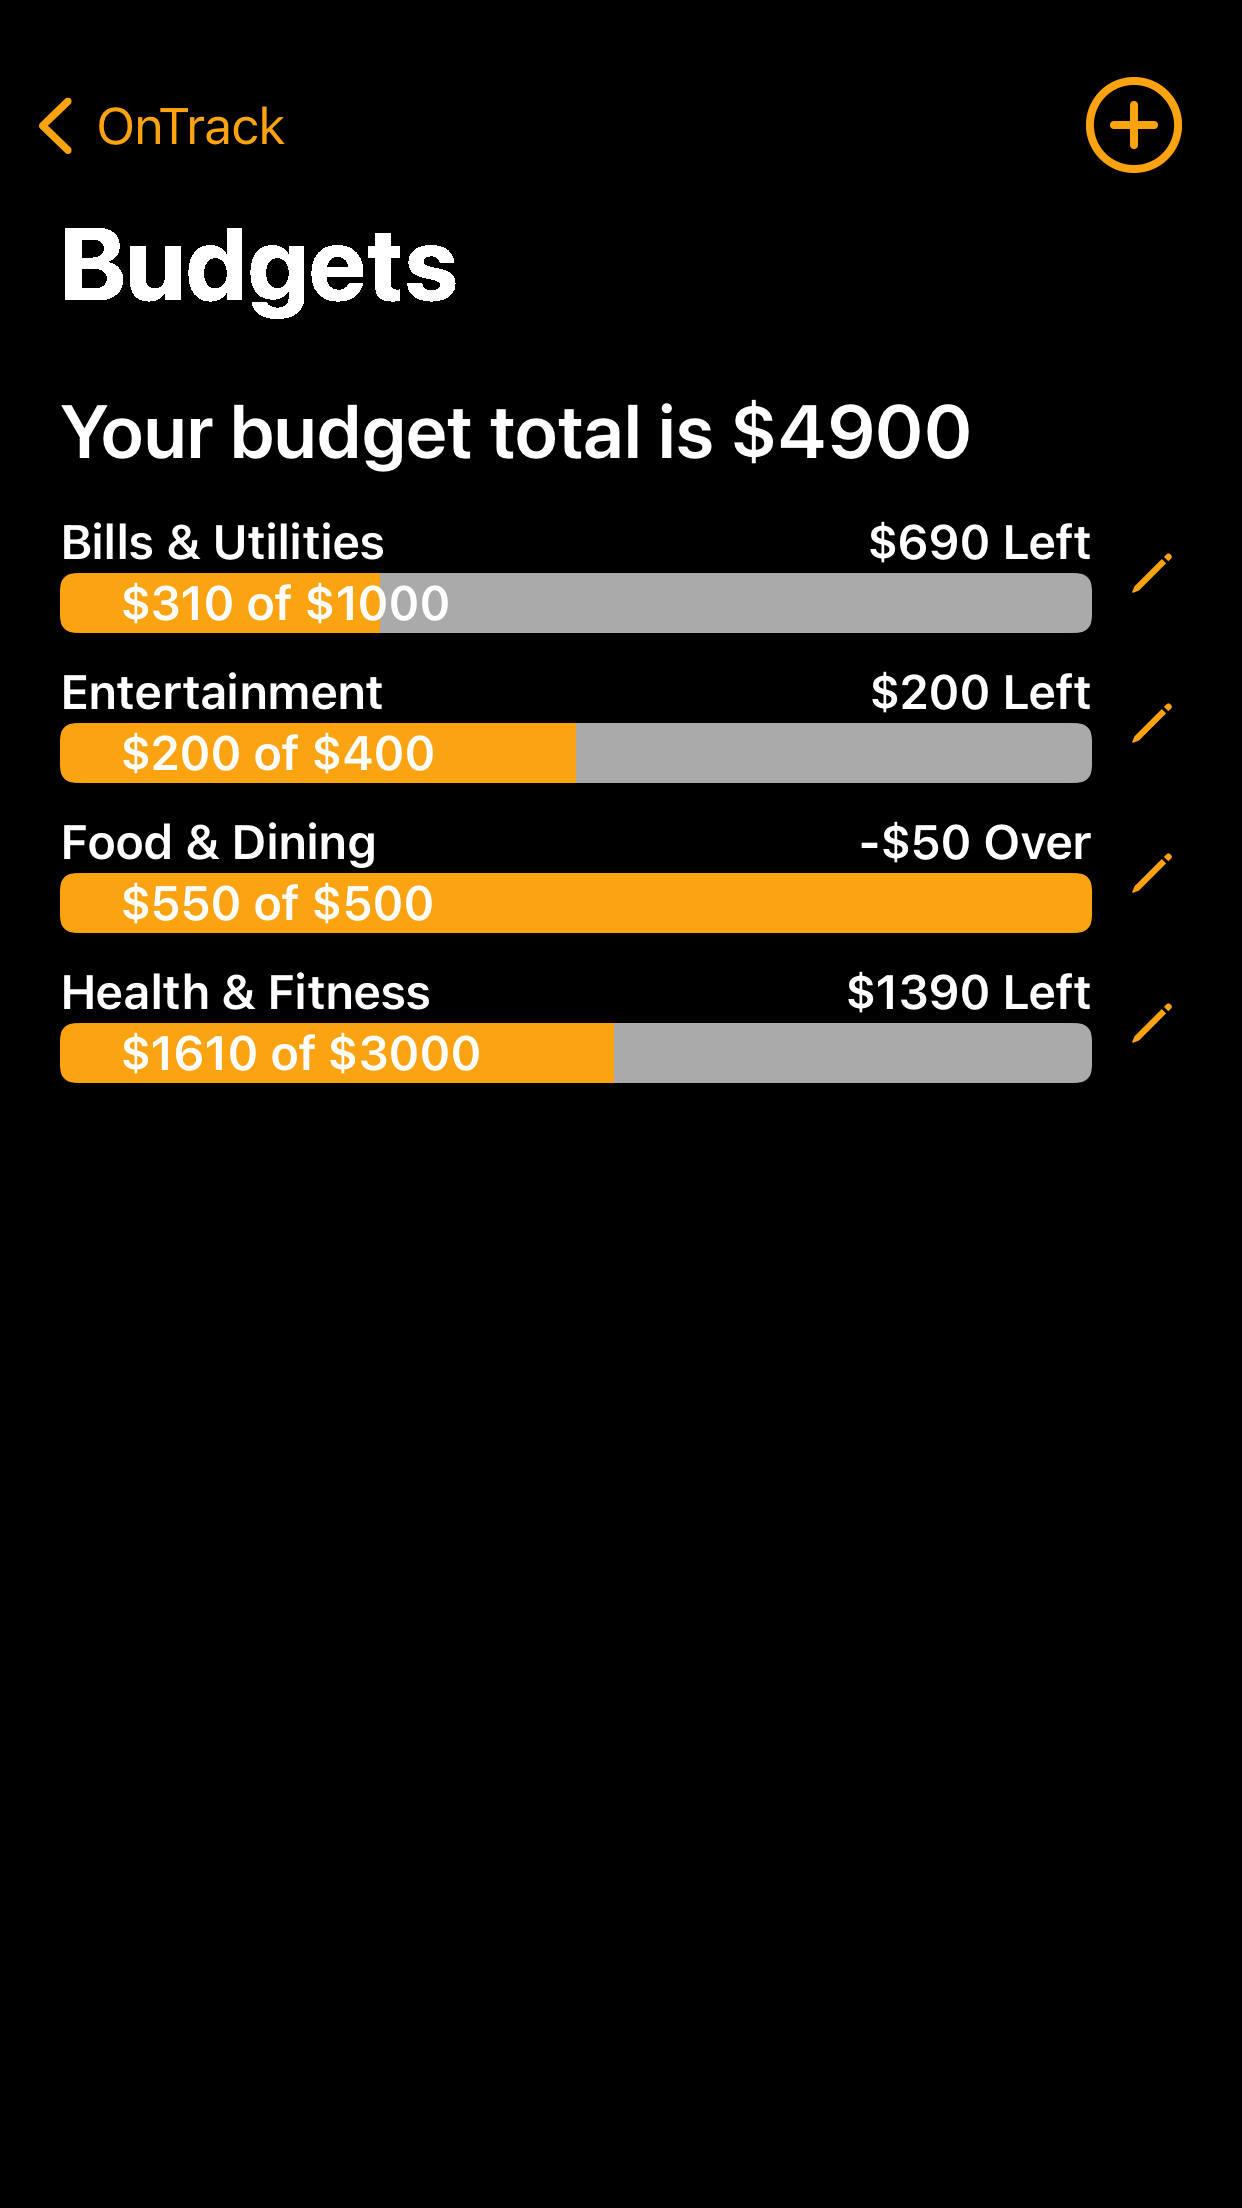 OnTrack
Budgets
Your budget total is $4900
Bills & Utilities $690 Left
$310 of $1000
Entertainment $200 Left
$200 of $400
Food & Dining -$50 Over
$550 of $500
Health & Fitness $1390 Left
$1610 of $3000